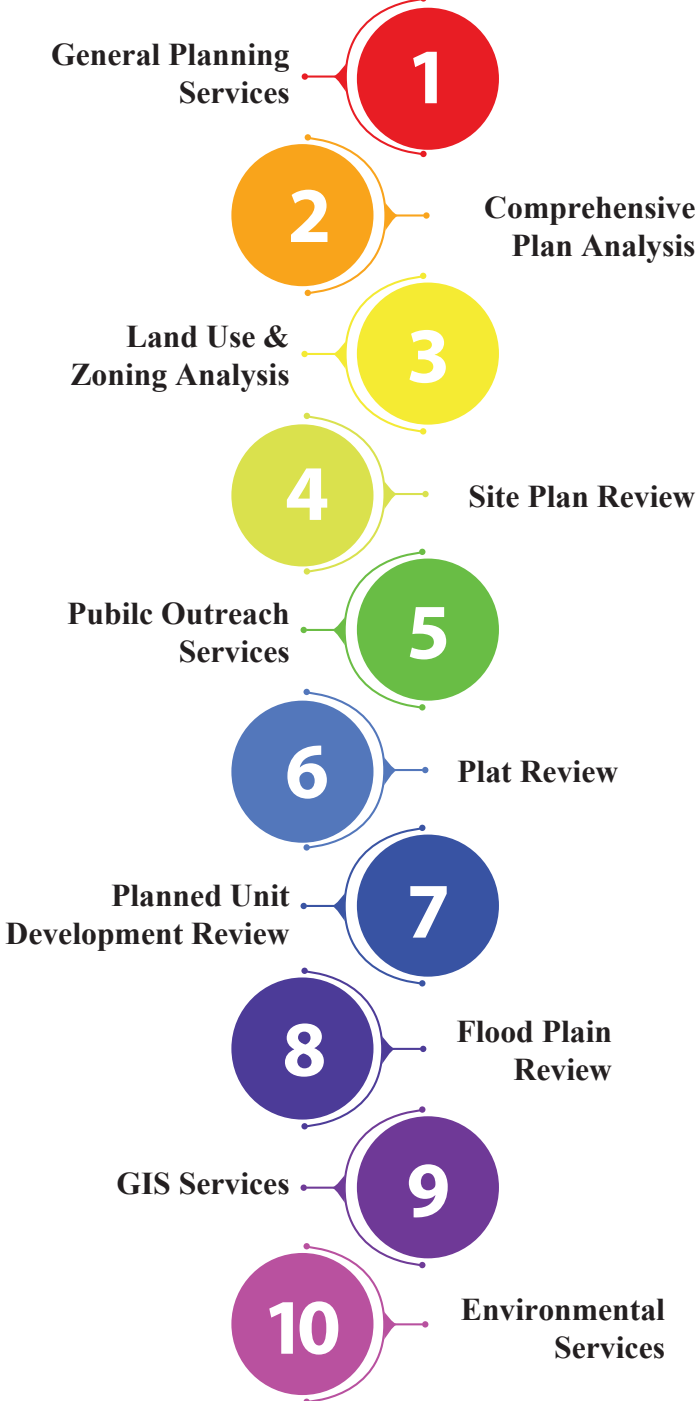 General Planning
Services
1
2
Comprehensive
Plan Analysis
Land Use &
Zoning Analysis
3
4
Site Plan Review
Pubilc Outreach
Services
5
6
Plat Review
Planned Unit
Development Review
7
8
Flood Plain
Review
GIS Services
9
10
Environmental
Services